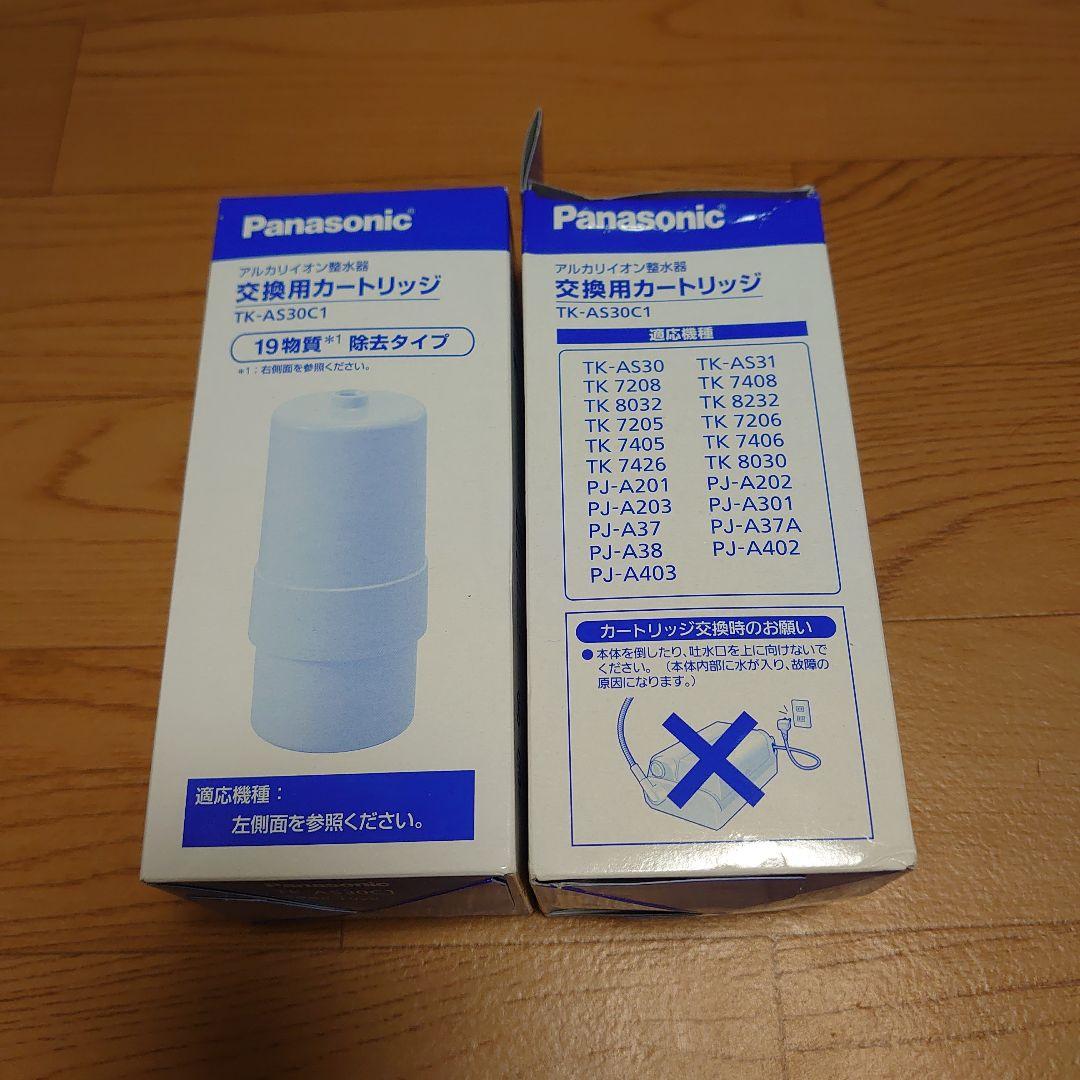 Panasonic
アルカリイオン整水器
交換用カートリッジ
TK-AS30C1
19物質*1 除去タイプ
*1:右側面を参照ください。
適応機種:
左側面を参照ください。
Panasonic
TK-AS30C1
Panasonic
アルカリイオン整水器
交換用カートリッジ
TK-AS30C1
適応機種
TK-AS30 TK-AS31
TK 7208 TK 7408
TK 8032 TK 8232
TK 7205 TK 7206
TK 7405 TK 7406
TK 7426 TK 8030
PJ-A201 PJ-A202
PJ-A203 PJ-A301
PJ-A37 PJ-A37A
PJ-A38 PJ-A402
PJ-A403
カートリッジ交換時のお願い
●本体を倒したり、吐水口を上に向けないで
ください。(本体内部に水が入り、故障の
原因になります。)